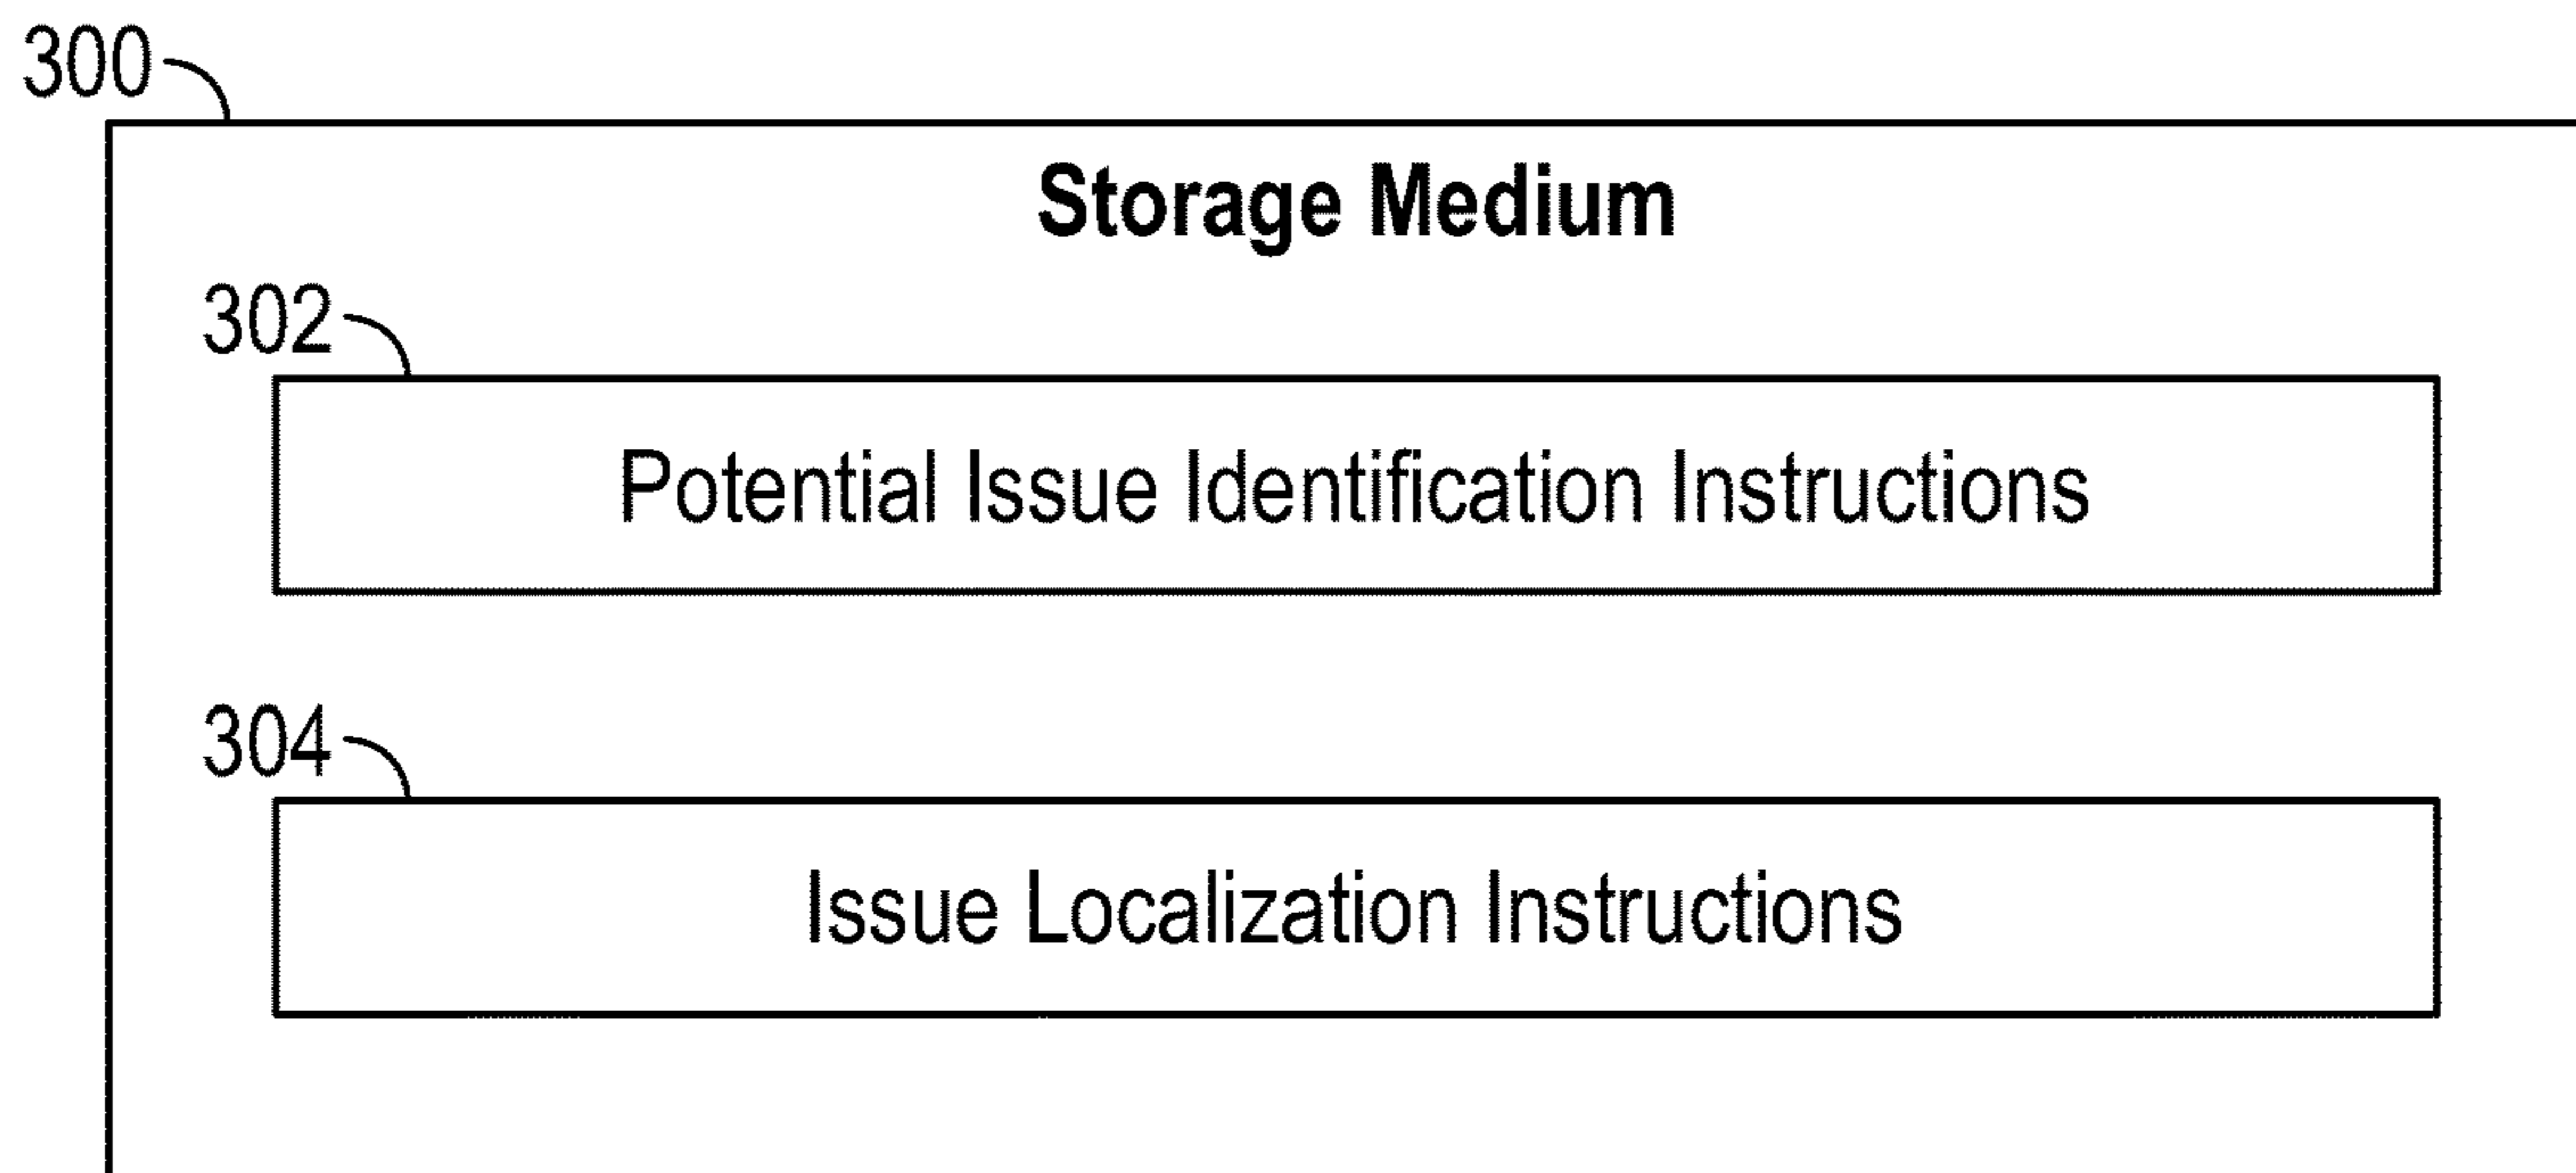 300
Storage Medium
302
Potential Issue Identification Instructions
304
Issue Localization Instructions